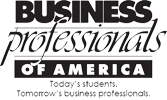 BUSINESS
professionals
OF AMERICA
Today's students.
Tomorrow's business professionals.